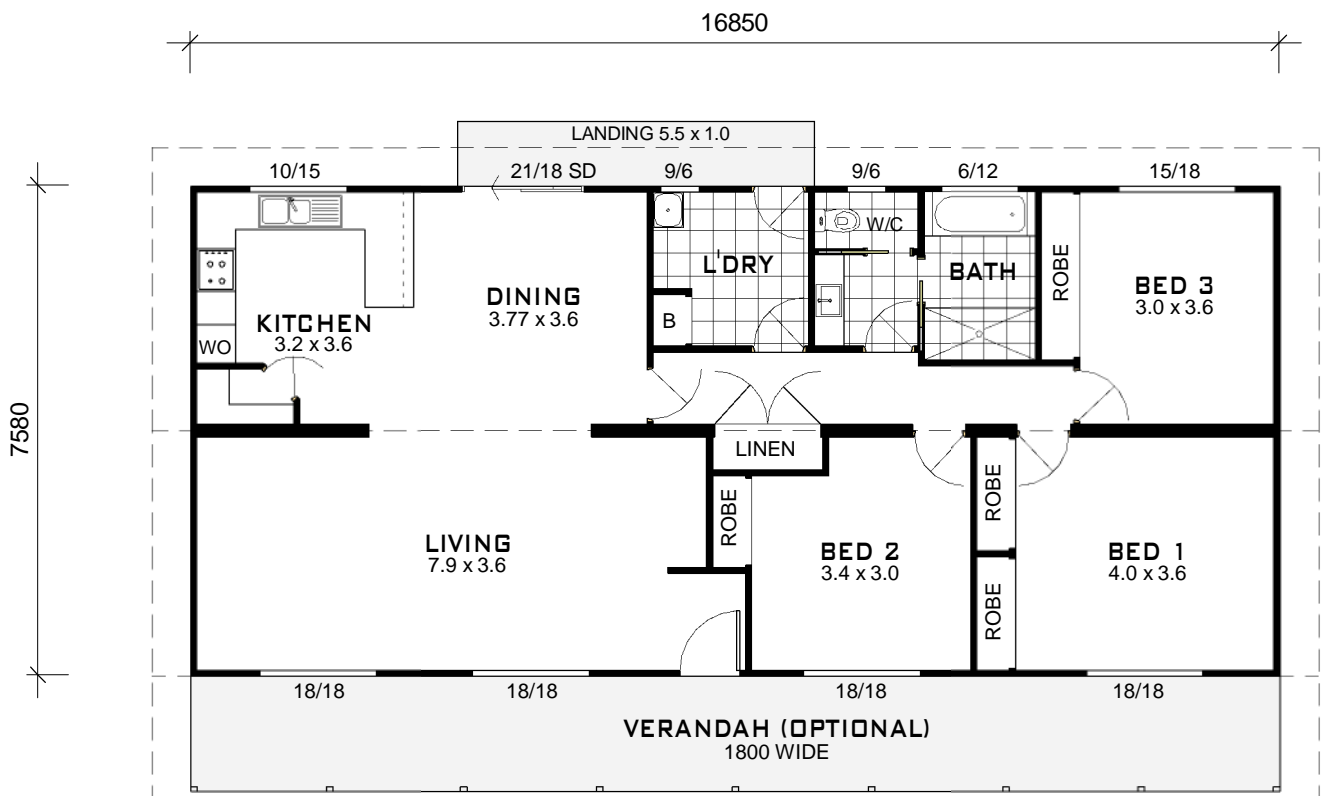 16850
LANDING 5.5 x 1.0
10/15
21/18 SD
9/6
9/6
6/12
15/18
W/C
L'DRY
BATH
ROBE
BED 3
3.0 x 3.6
DINING
3.77 x 3.6
KITCHEN
3.2 x 3.6
B
WO
7580
LINEN
ROBE
ROBE
LIVING
7.9 x 3.6
BED 2
3.4 x 3.0
BED 1
4.0 x 3.6
ROBE
18/18
18/18
18/18
18/18
VERANDAH (OPTIONAL)
1800 WIDE